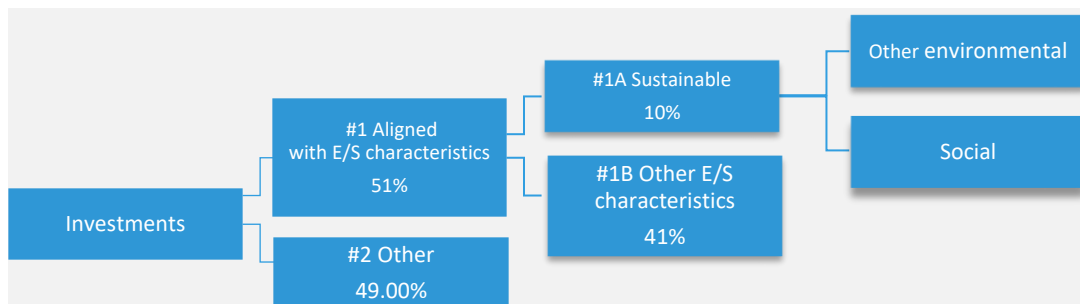 Investments
#1 Aligned
with E/S characteristics
51%
#2 Other
49.00%
#1A Sustainable
10%
#1B Other E/S
characteristics
41%
Other environmental
Social